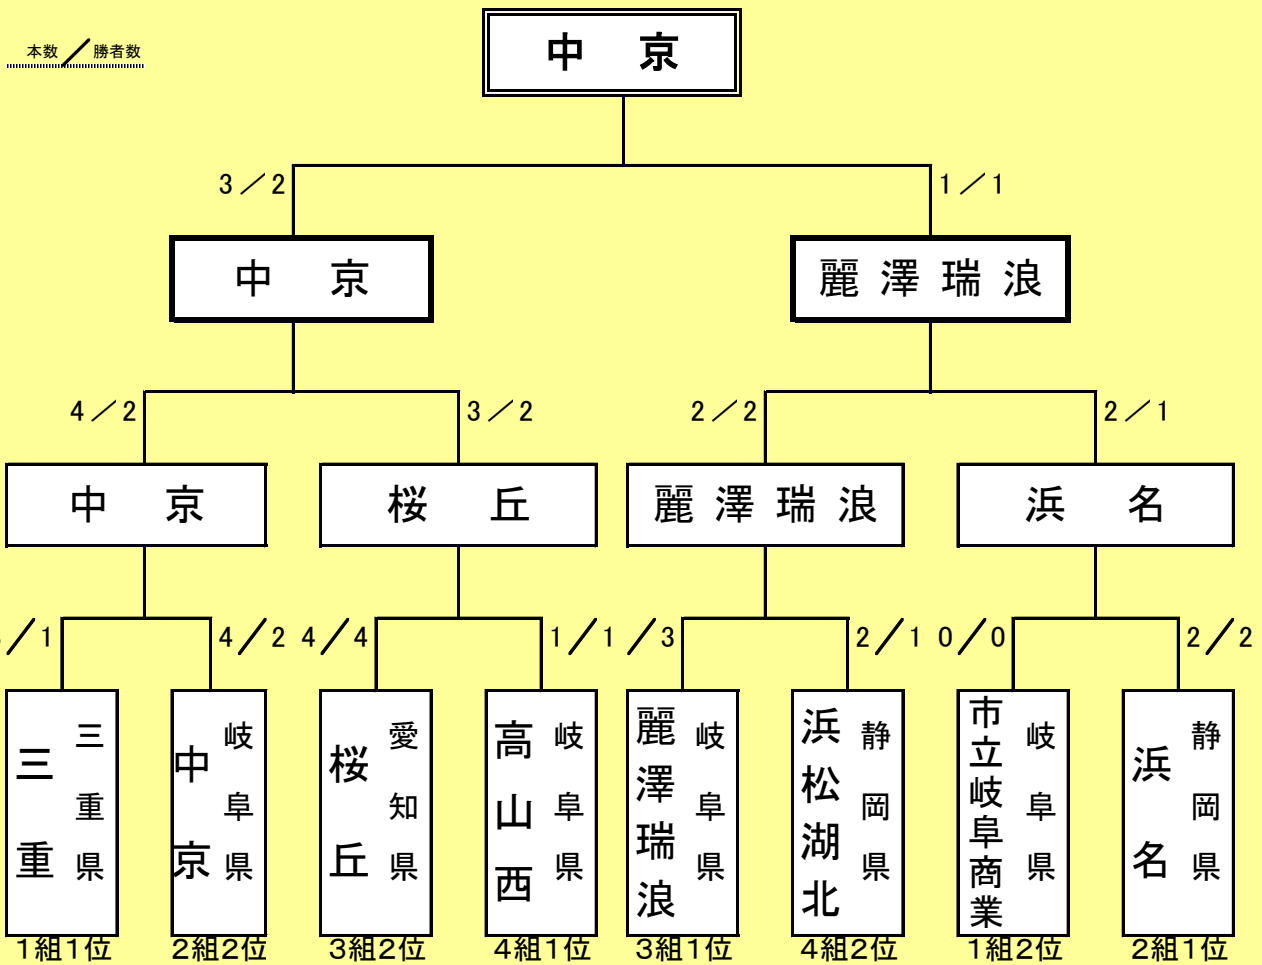 本数／勝者数
中京
3／2
1／1
中京
麗澤瑞浪
4／2
3／2
2／2
2／1
中京
桜丘
麗澤瑞浪
浜名
／1
4／2
4／4
1／1
／3
2／1
0／0
2／2
三重 三重県
中京 岐阜県
桜丘 愛知県
高山西 岐阜県
麗澤瑞浪 岐阜県
浜松湖北 静岡県
市立岐阜商業 岐阜県
浜名 静岡県
1組1位
2組2位
3組2位
4組1位
3組1位
4組2位
1組2位
2組1位